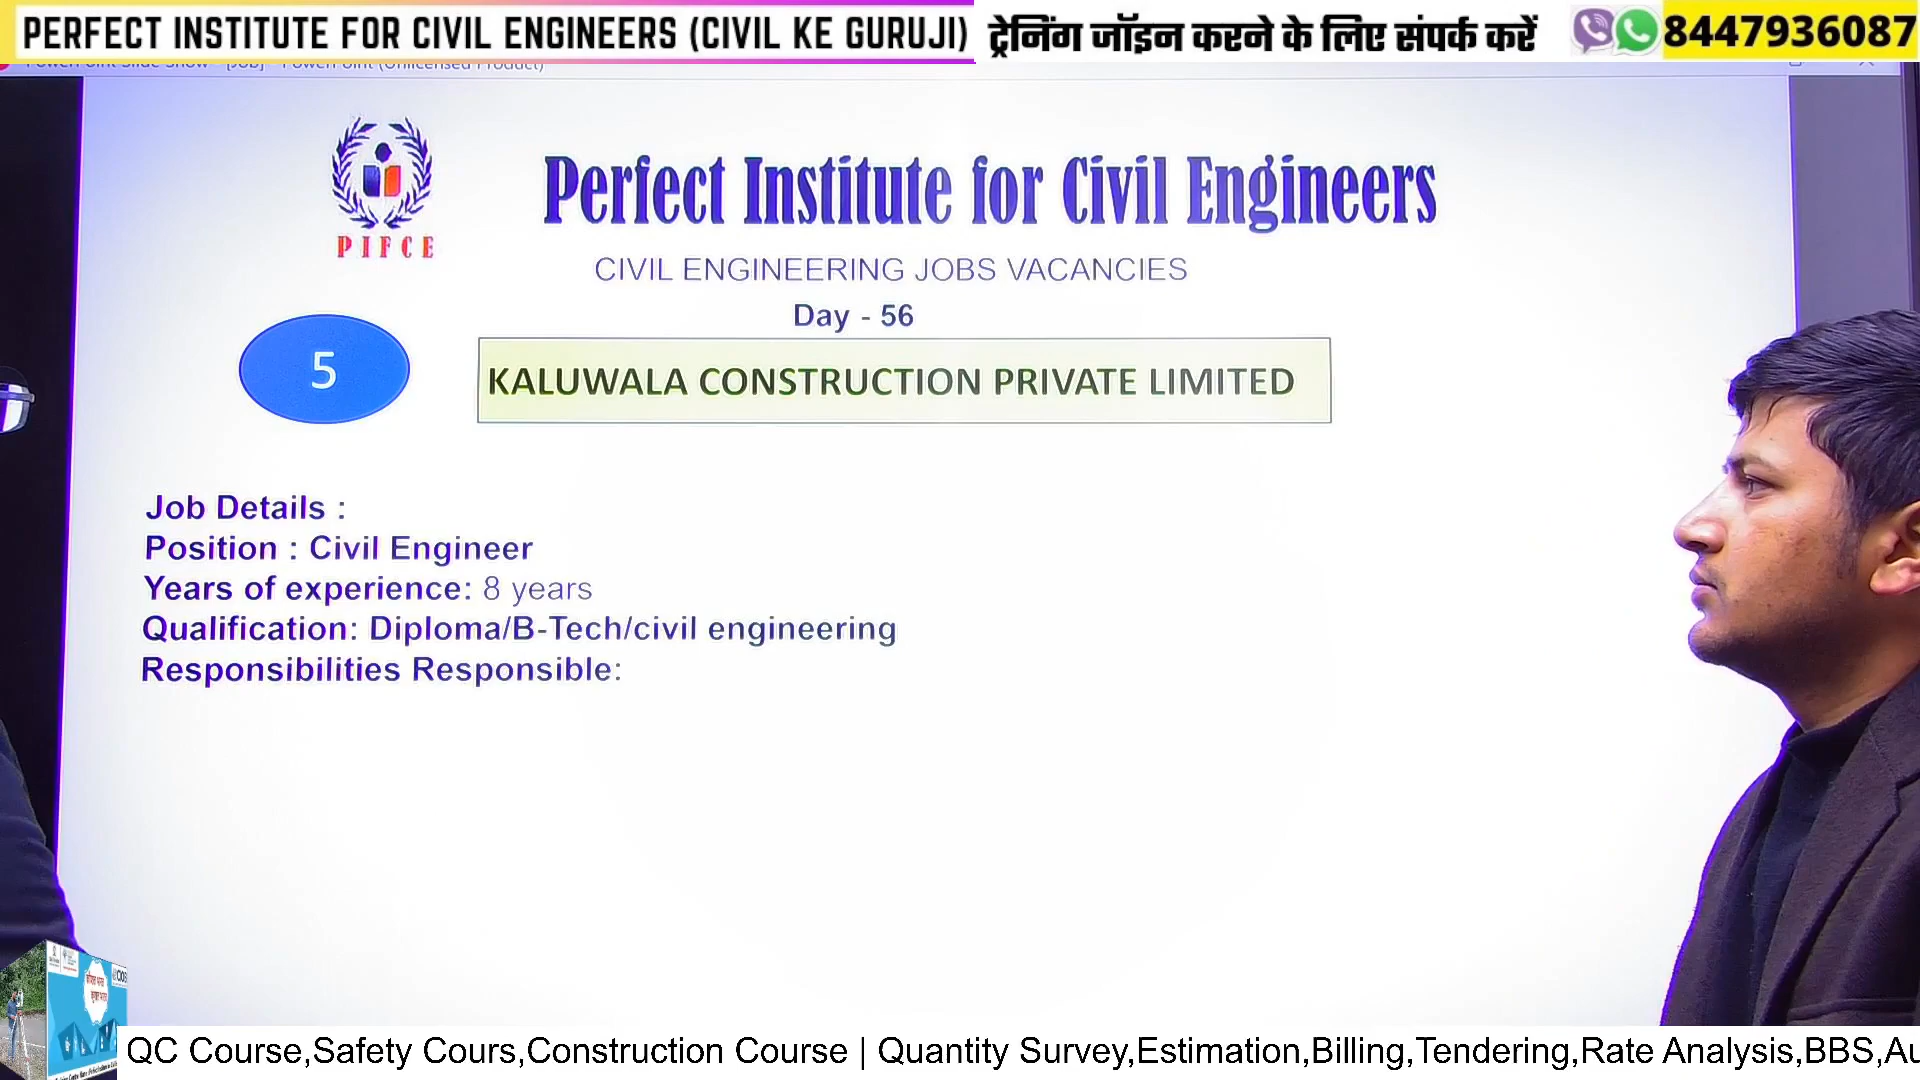 PERFECT INSTITUTE FOR CIVIL ENGINEERS (CIVIL KE GURUJI)
ट्रेनिंग जॉइन करने के लिए संपर्क करें
8447936087
PIFCE
Perfect Institute for Civil Engineers
CIVIL ENGINEERING JOBS VACANCIES
Day - 56
5
KALUWALA CONSTRUCTION PRIVATE LIMITED
Job Details :
Position : Civil Engineer
Years of experience: 8 years
Qualification: Diploma/B-Tech/civil engineering
Responsibilities Responsible:
QC Course,Safety Cours,Construction Course | Quantity Survey,Estimation,Billing,Tendering,Rate Analysis,BBS,Au